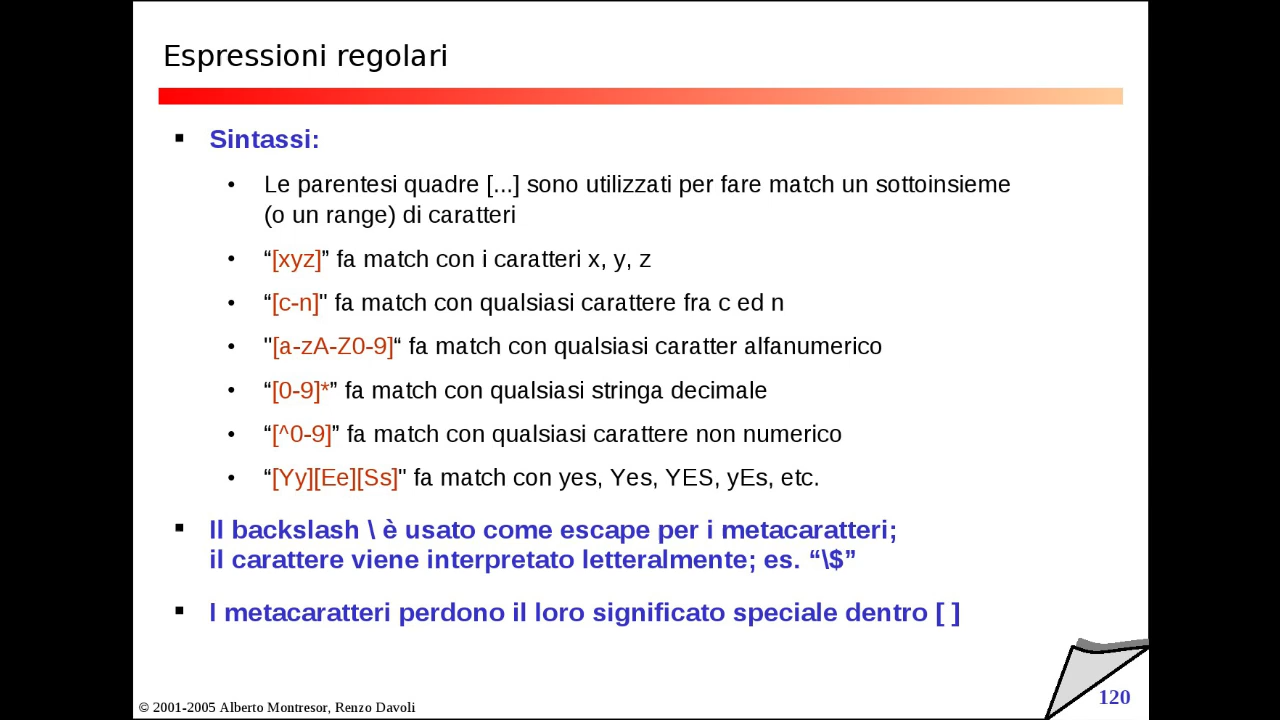 Espressioni regolari
Sintassi:
Le parentesi quadre [...] sono utilizzati per fare match un sottoinsieme
(o un range) di caratteri
“[xyz]” fa match con i caratteri x, y, z
“[c-n]" fa match con qualsiasi carattere fra c ed n
"[a-zA-Z0-9]“ fa match con qualsiasi caratter alfanumerico
“[0-9]*” fa match con qualsiasi stringa decimale
“[^0-9]” fa match con qualsiasi carattere non numerico
“[Yy][Ee][Ss]" fa match con yes, Yes, YES, yEs, etc.
Il backslash \ è usato come escape per i metacaratteri;
il carattere viene interpretato letteralmente; es. “\$”
I metacaratteri perdono il loro significato speciale dentro [ ]
120
© 2001-2005 Alberto Montresor, Renzo Davoli